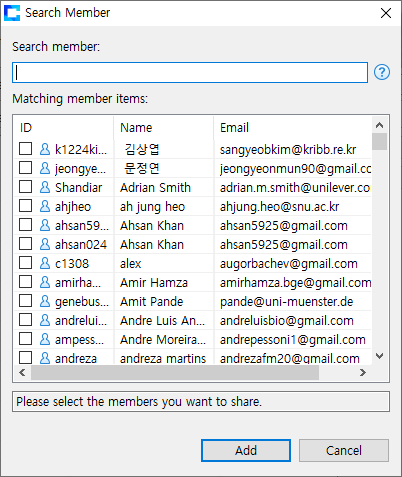 Search Member
Search member:
?
Matching member items:
ID Name Email
k1224ki... 김상엽 sangyeobkim@kribb.re.kr
jeongye... 문정연 jeongyeonmun90@gmail.co
Shandiar Adrian Smith adrian.m.smith@unilever.co
ahjheo ah jung heo ahjung.heo@snu.ac.kr
ahsan59... Ahsan Khan ahsan5925@gmail.com
ahsan024 Ahsan Khan ahsan5925@gmail.com
c1308 alex augorbachev@gmail.com
amirha... Amir Hamza amirhamza.bge@gmail.com
genebus... Amit Pande pande@uni-muenster.de
andreluis... Andre Luis An... andreluisbio@gmail.com
ampess... Andre Moreira... andrepessoni1@gmail.com
andreza andreza martins andrezafm20@gmail.com
Please select the members you want to share.
Add Cancel